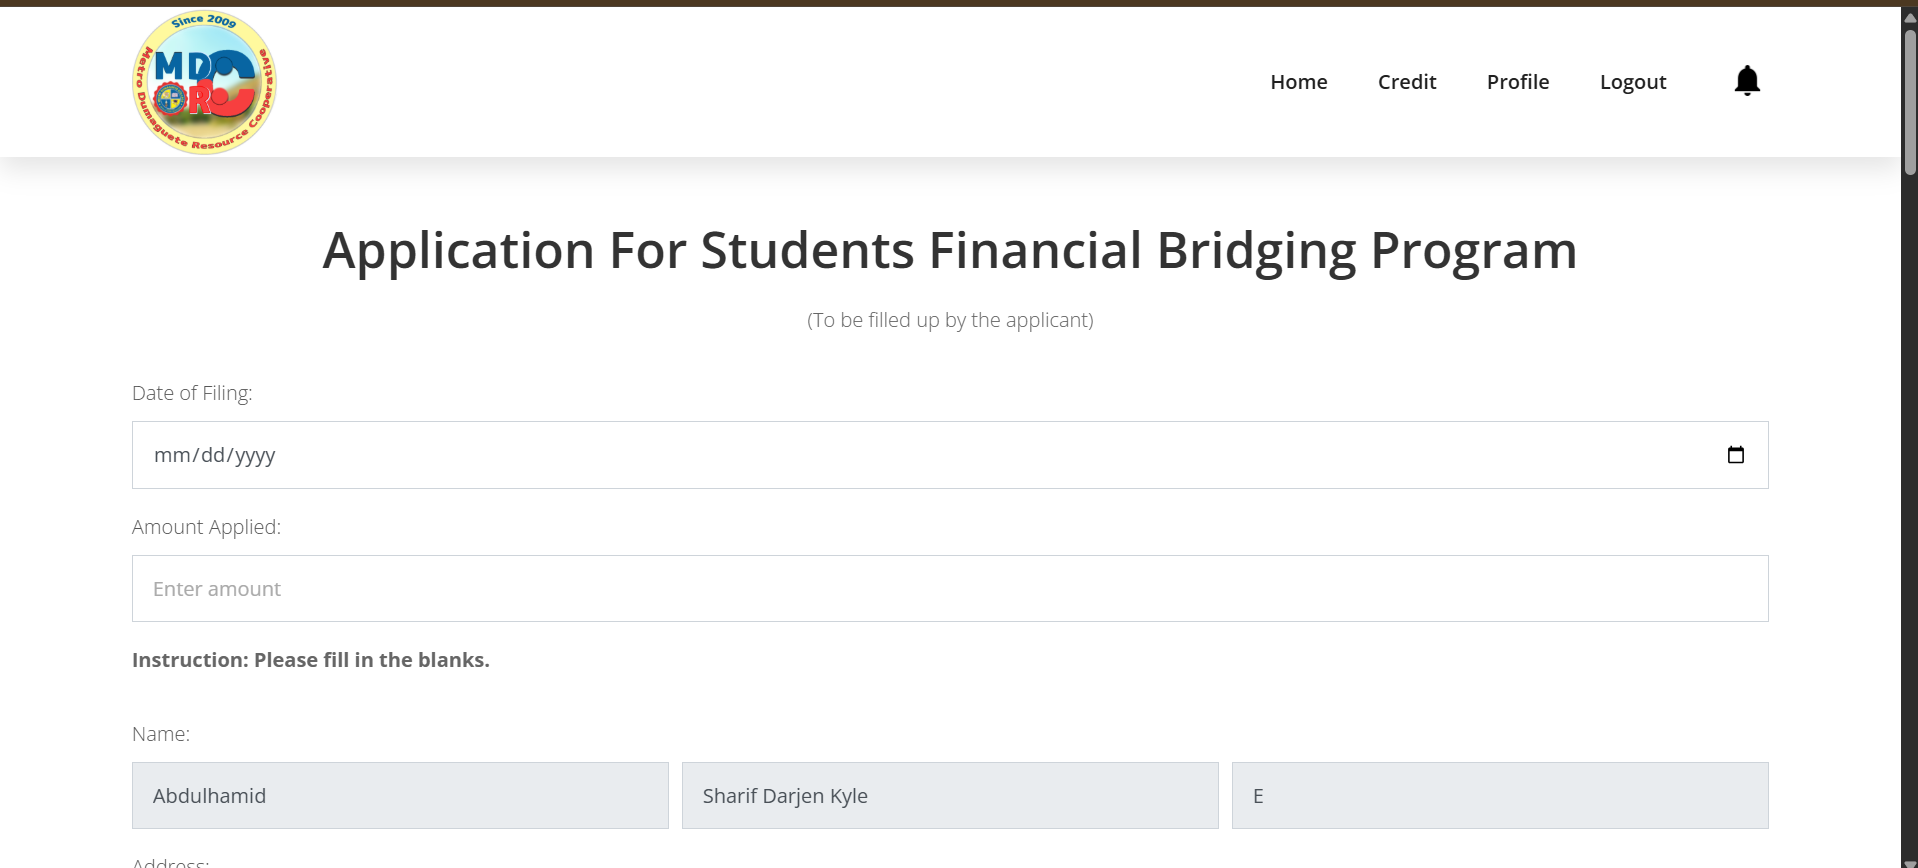 Since 2009
MDC
OR
Metro Dumaguete Resource Cooperative
Home Credit Profile Logout
Application For Students Financial Bridging Program
(To be filled up by the applicant)
Date of Filing:
mm/dd/yyyy
Amount Applied:
Enter amount
Instruction: Please fill in the blanks.
Name:
Abdulhamid Sharif Darjen Kyle E
Address: